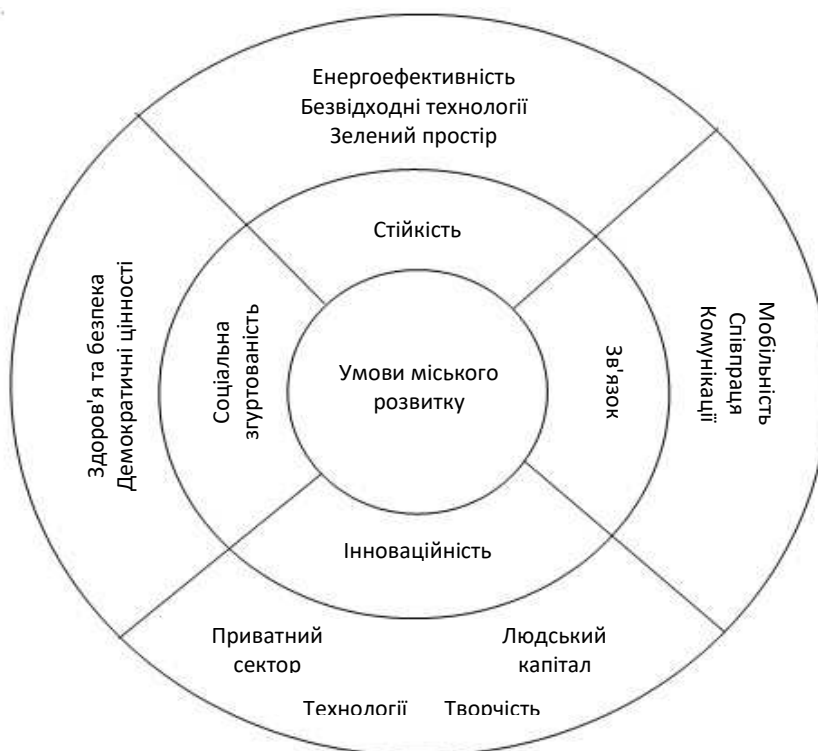 Енергоефективність
Безвідходні технології
Зелений простір
Стійкість
Здоров'я та безпека
Демократичні цінності
Соціальна
згуртованість
Умови міського
розвитку
Зв'язок
Мобільність
Співпраця
Комунікації
Інноваційність
Приватний
сектор
Людський
капітал
Технології Творчість